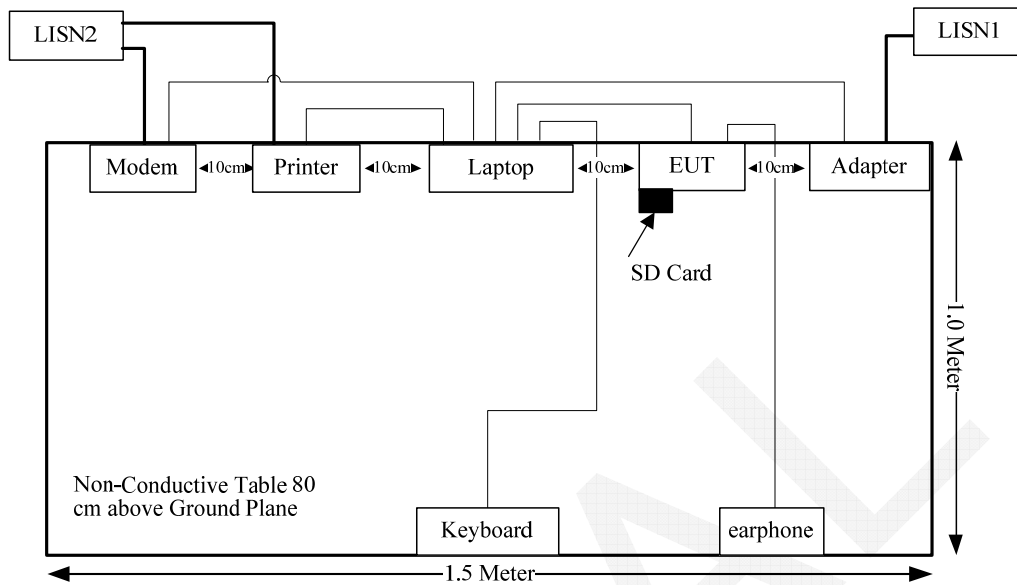 LISN2
LISN1
Modem
10cm
Printer
10cm
Laptop
10cm
EUT
10cm
Adapter
SD Card
1.0 Meter
Non-Conductive Table 80
cm above Ground Plane
Keyboard
earphone
1.5 Meter